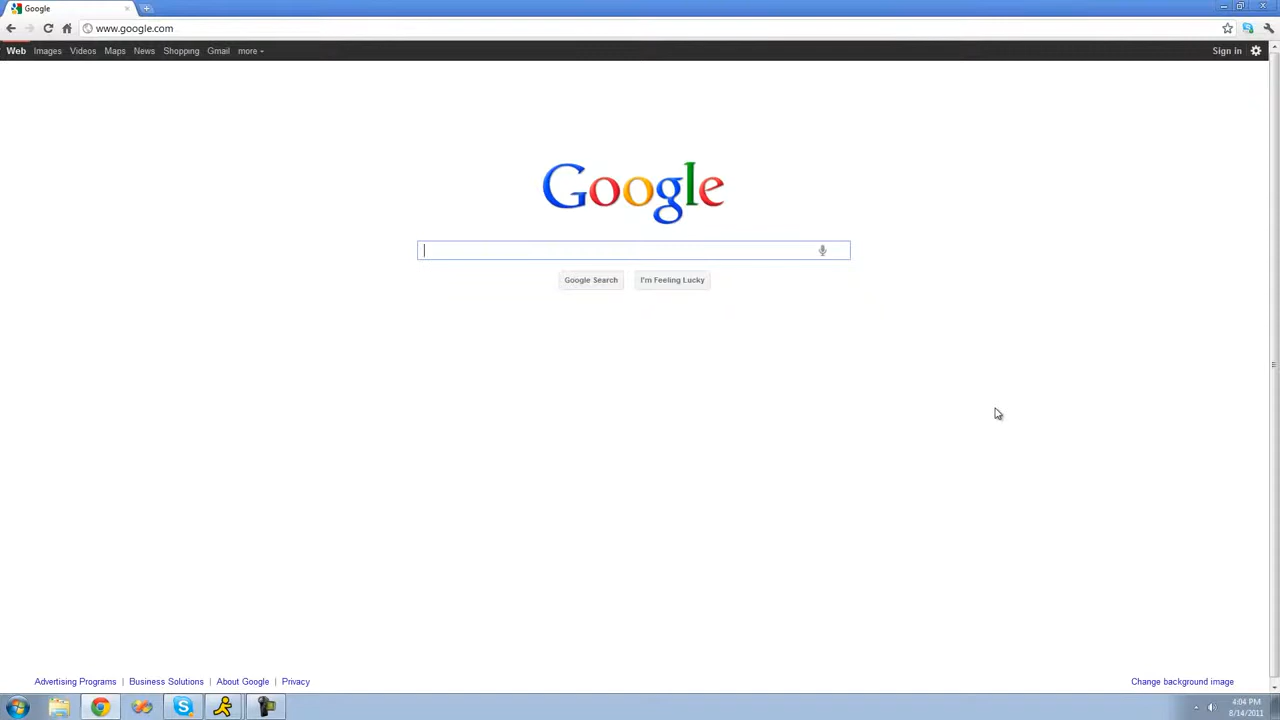 Google
www.google.com
Web Images Videos Maps News Shopping Gmail more
Sign in
Google
Google Search I'm Feeling Lucky
Advertising Programs | Business Solutions | About Google | Privacy
Change background image
4:04 PM
8/14/2011